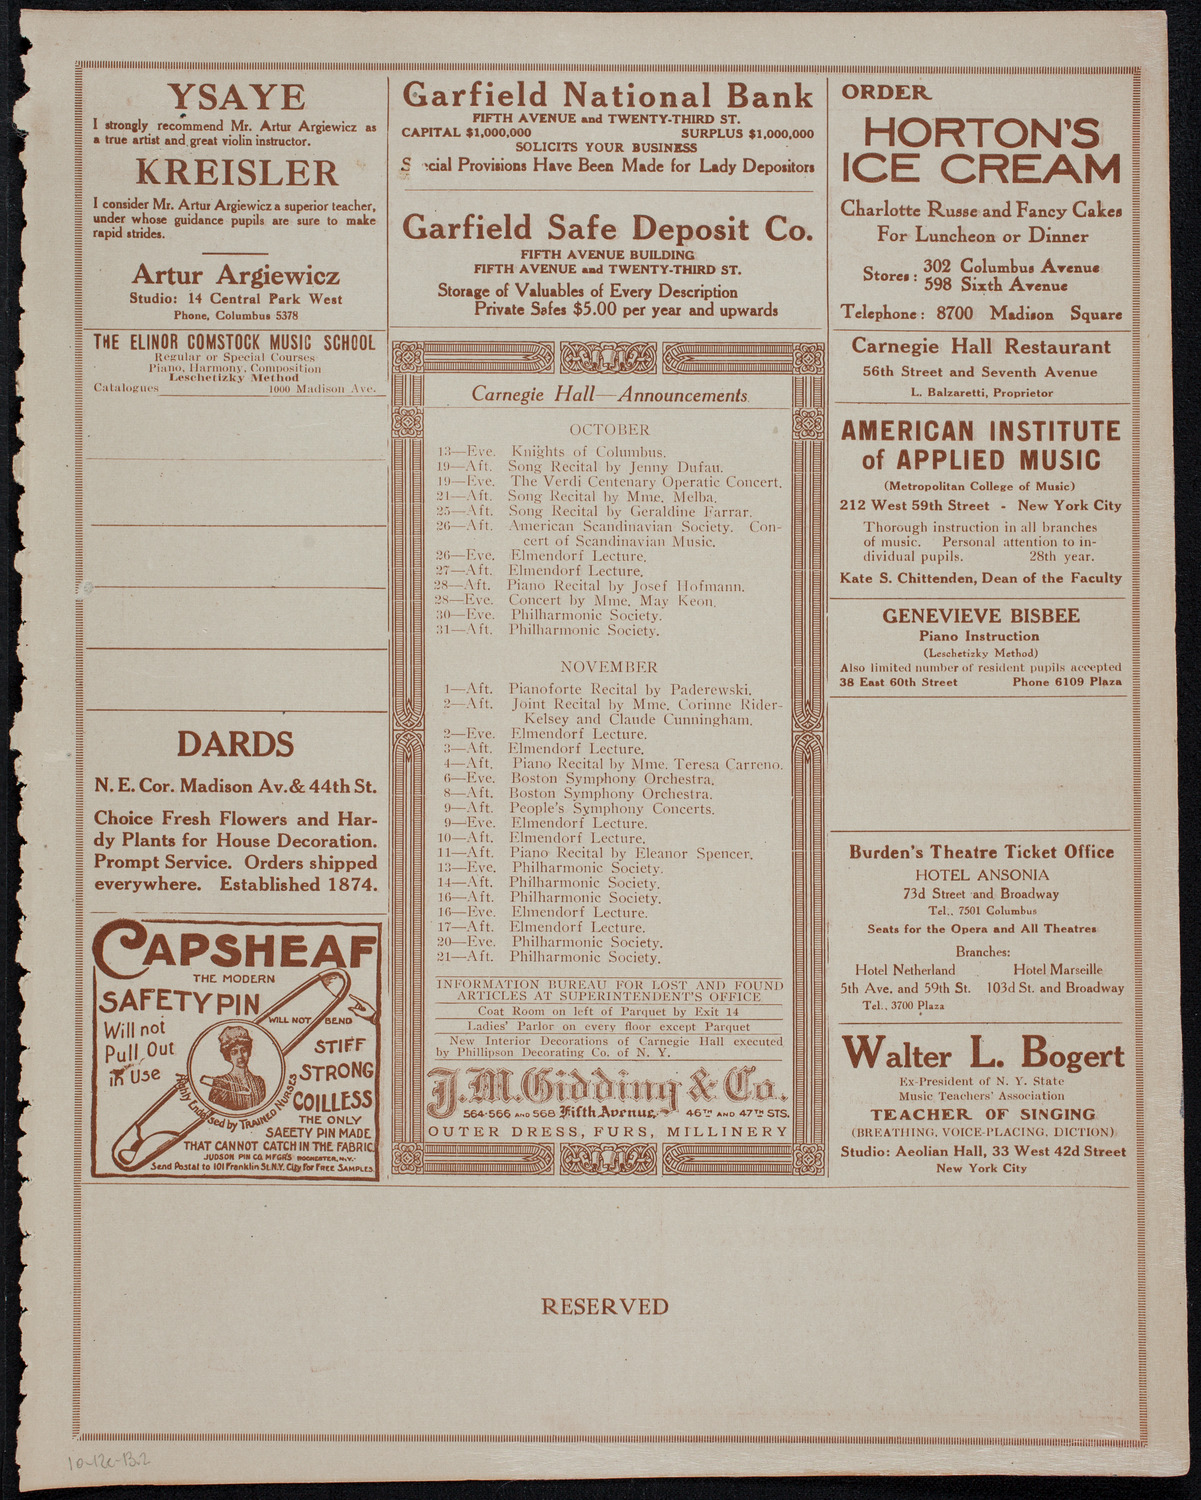 YSAYE
I strongly recommend Mr. Artur Argiewicz as
a true artist and great violin instructor.
KREISLER
I consider Mr. Artur Argiewicz a superior teacher,
under whose guidance pupils are sure to make
rapid strides.
Artur Argiewicz
Studio: 14 Central Park West
Phone, Columbus 5378
THE ELINOR COMSTOCK MUSIC SCHOOL
Regular or Special Courses
Piano, Harmony, Composition
Leschetizky Method
Catalogues 1000 Madison Ave.
DARDS
N. E. Cor. Madison Av. & 44th St.
Choice Fresh Flowers and Har-
dy Plants for House Decoration.
Prompt Service. Orders shipped
everywhere. Established 1874.
CAPSHEAF
THE MODERN
SAFETY PIN
WILL NOT BEND
Will not
Pull Out
in Use
STIFF
STRONG
COILLESS
Highly Endorsed by TRAINED NURSES
THE ONLY
SAFETY PIN MADE
THAT CANNOT CATCH IN THE FABRIC.
JUDSON PIN CO. MFGRS. ROCHESTER, N.Y.
Send Postal to 101 Franklin St. N.Y. City For FREE SAMPLES
Garfield National Bank
FIFTH AVENUE and TWENTY-THIRD ST.
CAPITAL $1,000,000 SURPLUS $1,000,000
SOLICITS YOUR BUSINESS
S cial Provisions Have Been Made for Lady Depositors
Garfield Safe Deposit Co.
FIFTH AVENUE BUILDING
FIFTH AVENUE and TWENTY-THIRD ST.
Storage of Valuables of Every Description
Private Safes $5.00 per year and upwards
Carnegie Hall—Announcements
OCTOBER
13—Eve. Knights of Columbus.
19—Aft. Song Recital by Jenny Dufau.
19—Eve. The Verdi Centenary Operatic Concert.
21—Aft. Song Recital by Mme. Melba.
25—Aft. Song Recital by Geraldine Farrar.
26—Aft. American Scandinavian Society. Con-
cert of Scandinavian Music.
26—Eve. Elmendorf Lecture.
27—Aft. Elmendorf Lecture.
28—Aft. Piano Recital by Josef Hofmann.
28—Eve. Concert by Mme. May Keon.
30—Eve. Philharmonic Society.
31—Aft. Philharmonic Society.
NOVEMBER
1—Aft. Pianoforte Recital by Paderewski.
2—Aft. Joint Recital by Mme. Corinne Rider-
Kelsey and Claude Cunningham.
2—Eve. Elmendorf Lecture.
3—Aft. Elmendorf Lecture.
4—Aft. Piano Recital by Mme. Teresa Carreno.
6—Eve. Boston Symphony Orchestra.
8—Aft. Boston Symphony Orchestra.
9—Aft. People's Symphony Concerts.
9—Eve. Elmendorf Lecture.
10—Aft. Elmendorf Lecture.
11—Aft. Piano Recital by Eleanor Spencer.
13—Eve. Philharmonic Society.
14—Aft. Philharmonic Society.
16—Aft. Philharmonic Society.
16—Eve. Elmendorf Lecture.
17—Aft. Elmendorf Lecture.
20—Eve. Philharmonic Society.
21—Aft. Philharmonic Society.
INFORMATION BUREAU FOR LOST AND FOUND
ARTICLES AT SUPERINTENDENT'S OFFICE
Coat Room on left of Parquet by Exit 14
Ladies' Parlor on every floor except Parquet
New Interior Decorations of Carnegie Hall executed
by Phillipson Decorating Co. of N. Y.
J.M. Gidding & Co.
564-566 AND 568 Fifth Avenue, 46TH AND 47TH STS.
OUTER DRESS, FURS, MILLINERY
ORDER
HORTON'S
ICE CREAM
Charlotte Russe and Fancy Cakes
For Luncheon or Dinner
Stores: 302 Columbus Avenue
598 Sixth Avenue
Telephone: 8700 Madison Square
Carnegie Hall Restaurant
56th Street and Seventh Avenue
L. Balzaretti, Proprietor
AMERICAN INSTITUTE
of APPLIED MUSIC
(Metropolitan College of Music)
212 West 59th Street - New York City
Thorough instruction in all branches
of music. Personal attention to in-
dividual pupils. 28th year.
Kate S. Chittenden, Dean of the Faculty
GENEVIEVE BISBEE
Piano Instruction
(Leschetizky Method)
Also limited number of resident pupils accepted
38 East 60th Street Phone 6109 Plaza
Burden's Theatre Ticket Office
HOTEL ANSONIA
73d Street and Broadway
Tel., 7501 Columbus
Seats for the Opera and All Theatres
Branches:
Hotel Netherland Hotel Marseille
5th Ave. and 59th St. 103d St. and Broadway
Tel., 3700 Plaza
Walter L. Bogert
Ex-President of N. Y. State
Music Teachers' Association
TEACHER OF SINGING
(BREATHING, VOICE-PLACING, DICTION)
Studio: Aeolian Hall, 33 West 42d Street
New York City
RESERVED
10-12e-13.2